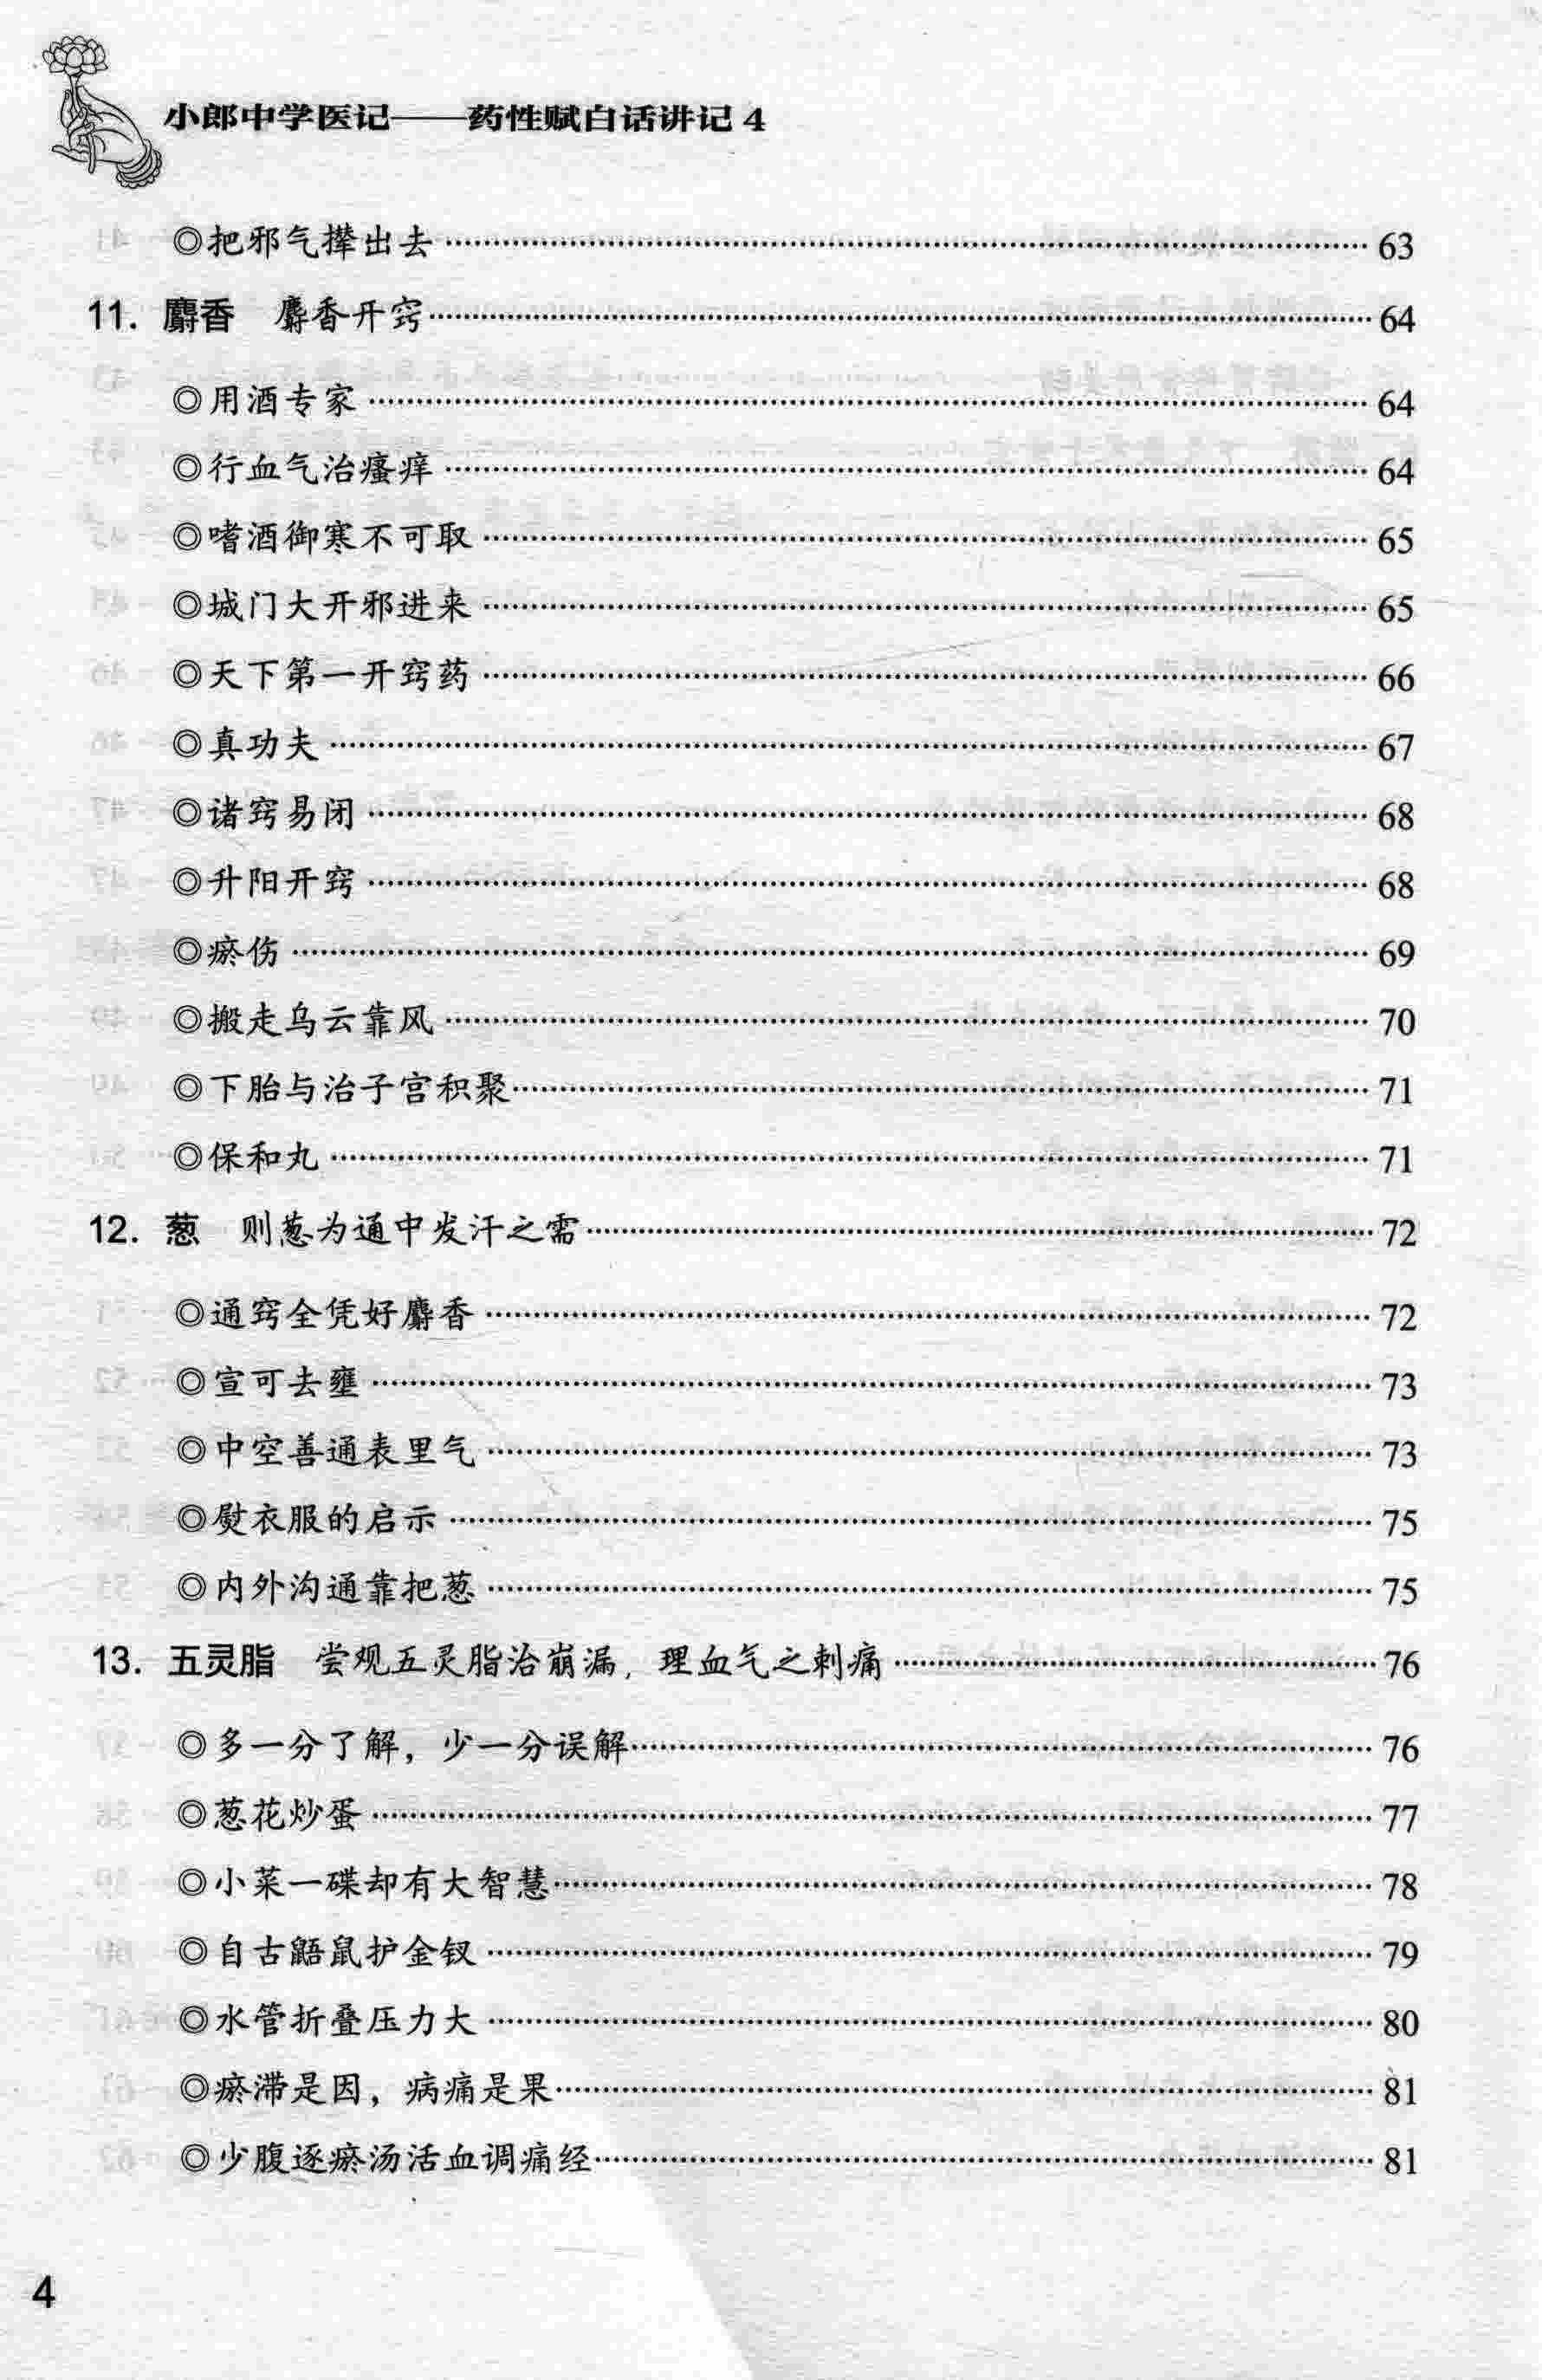 小郎中学医记——药性赋白话讲记4
◎把邪气撵出去 63
11. 麝香 麝香开窍 64
◎用酒专家 64
◎行血气治瘙痒 64
◎嗜酒御寒不可取 65
◎城门大开邪进来 65
◎天下第一开窍药 66
◎真功夫 67
◎诸窍易闭 68
◎升阳开窍 68
◎瘀伤 69
◎搬走乌云靠风 70
◎下胎与治子宫积聚 71
◎保和丸 71
12. 葱 则葱为通中发汗之需 72
◎通窍全凭好麝香 72
◎宣可去壅 73
◎中空善通表里气 73
◎熨衣服的启示 75
◎内外沟通靠把葱 75
13. 五灵脂 尝观五灵脂治崩漏，理血气之刺痛 76
◎多一分了解，少一分误解 76
◎葱花炒蛋 77
◎小菜一碟却有大智慧 78
◎自古鼯鼠护金钗 79
◎水管折叠压力大 80
◎瘀滞是因，病痛是果 81
◎少腹逐瘀汤活血调痛经 81
4